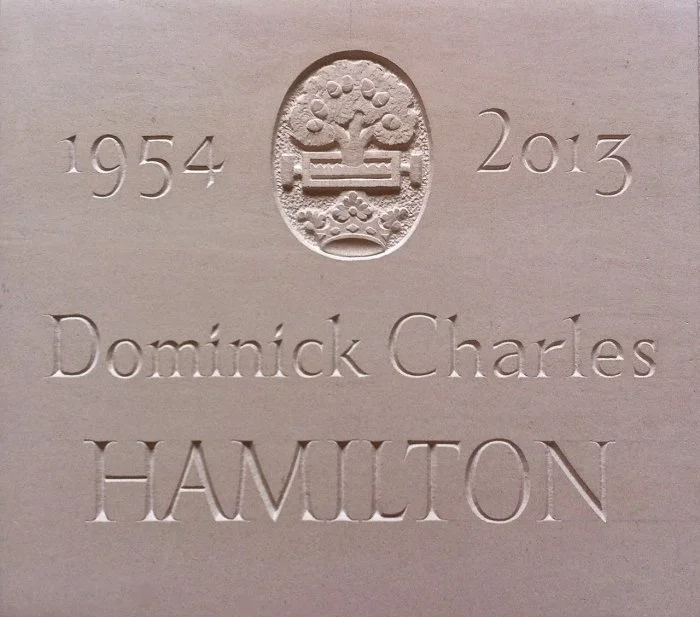 1954 2013
Dominick Charles
HAMILTON